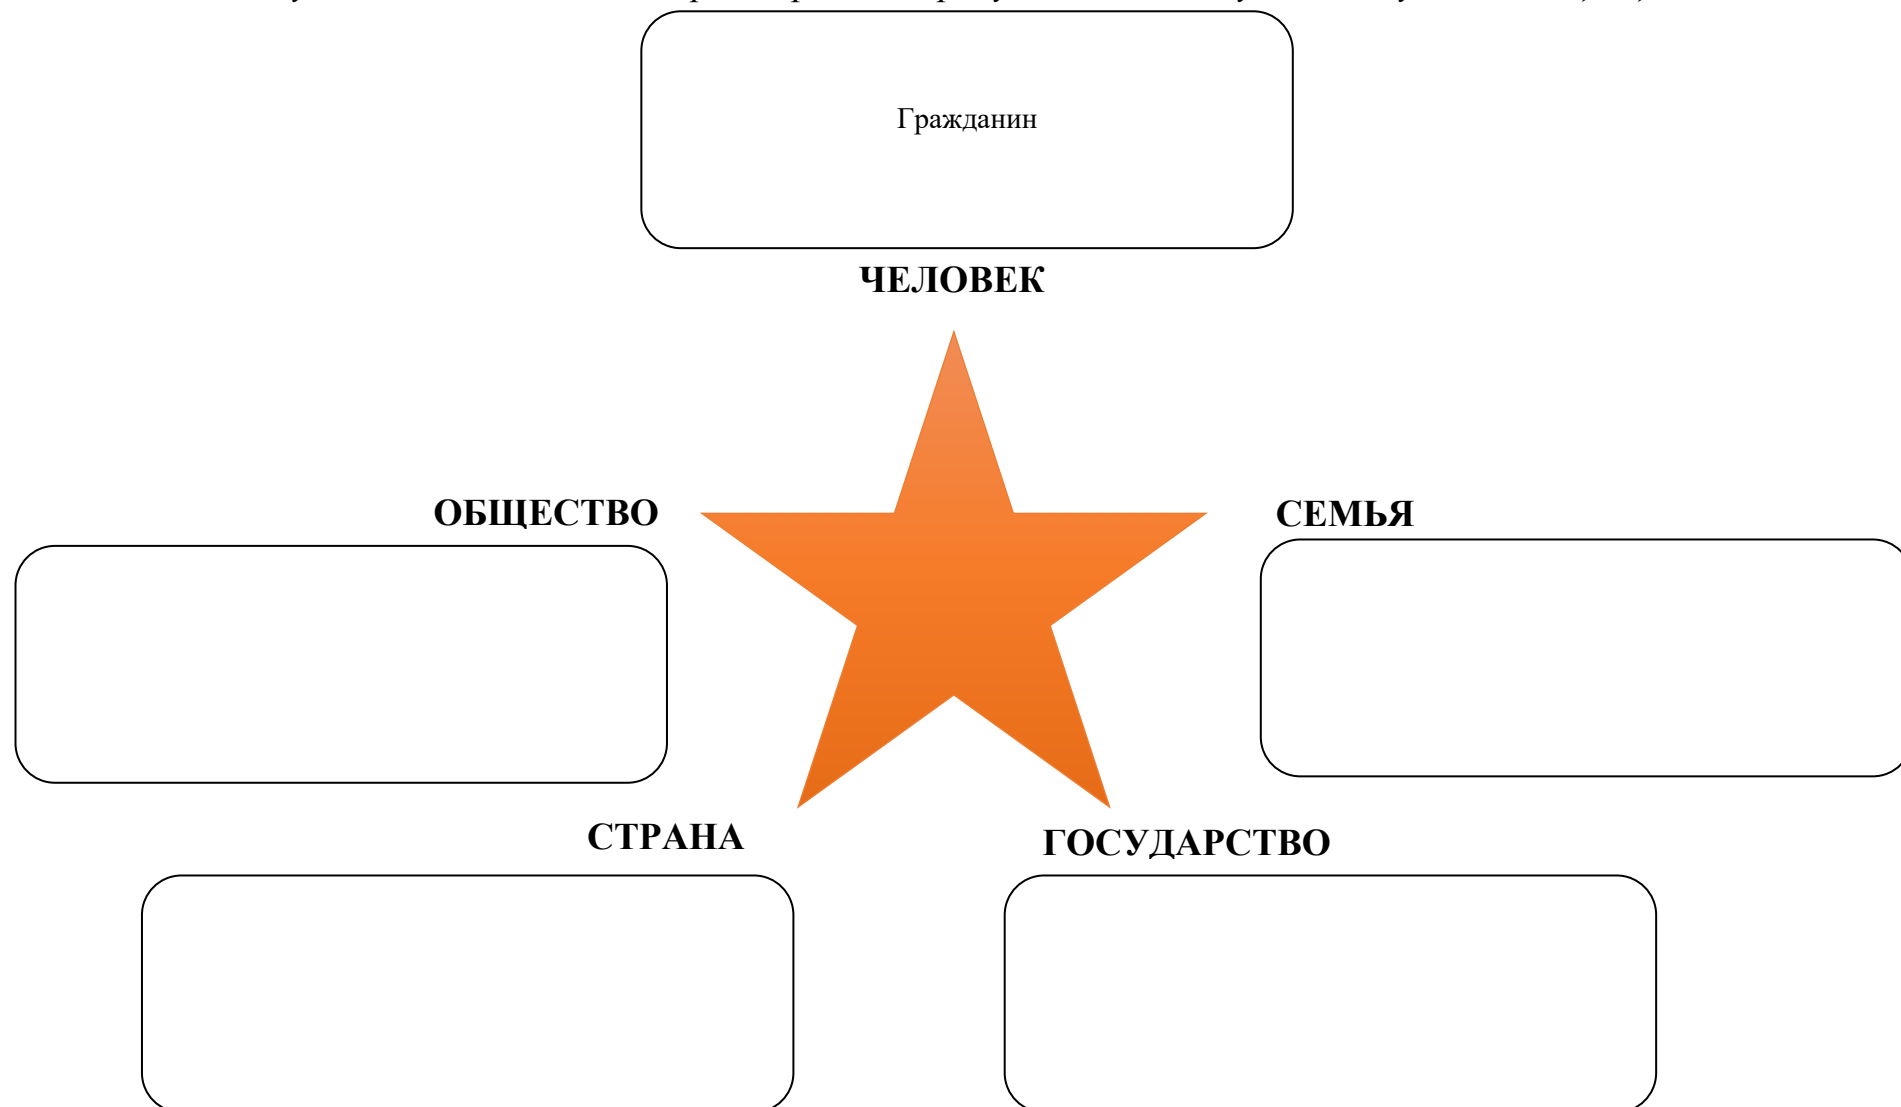 Гражданин
ЧЕЛОВЕК
ОБЩЕСТВО
СЕМЬЯ
СТРАНА
ГОСУДАРСТВО